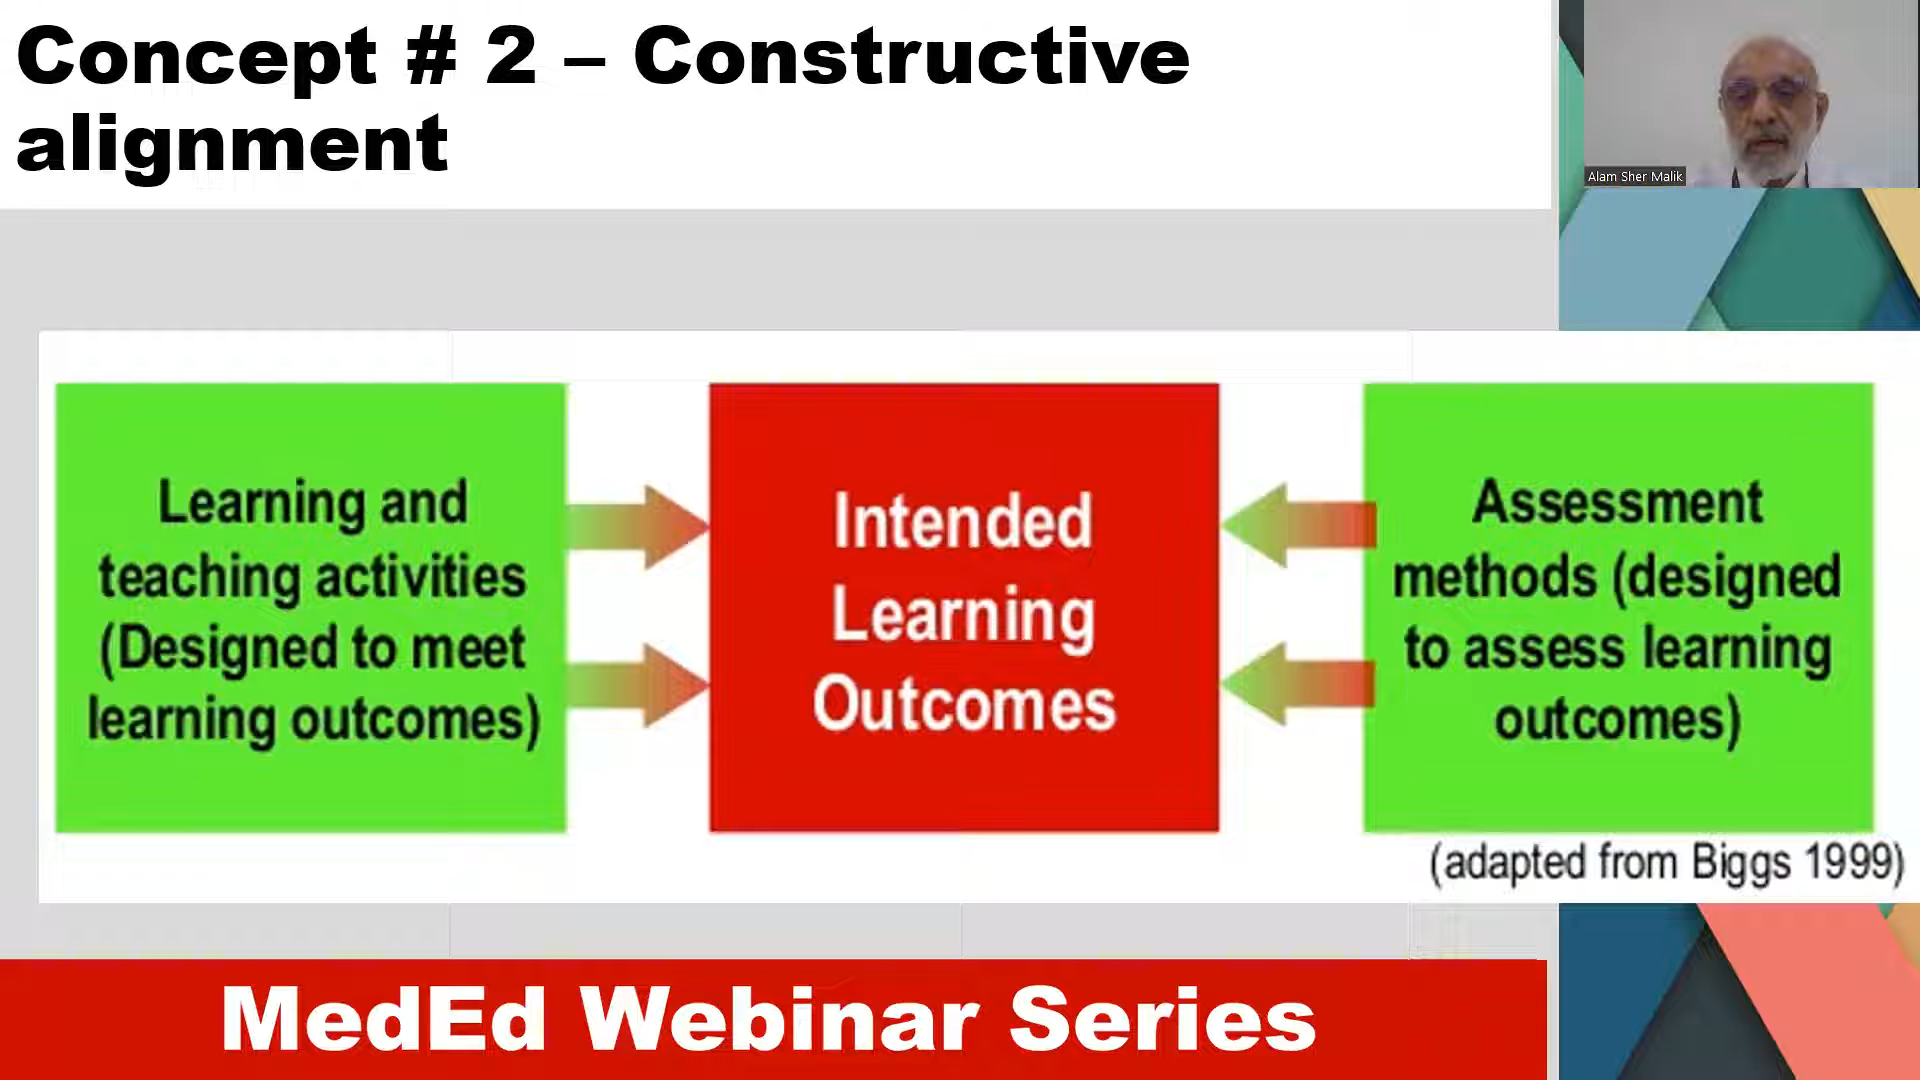 Concept # 2 – Constructive
alignment
Alam Sher Malik
Learning and
teaching activities
(Designed to meet
learning outcomes)
Intended
Learning
Outcomes
Assessment
methods (designed
to assess learning
outcomes)
(adapted from Biggs 1999)
MedEd Webinar Series